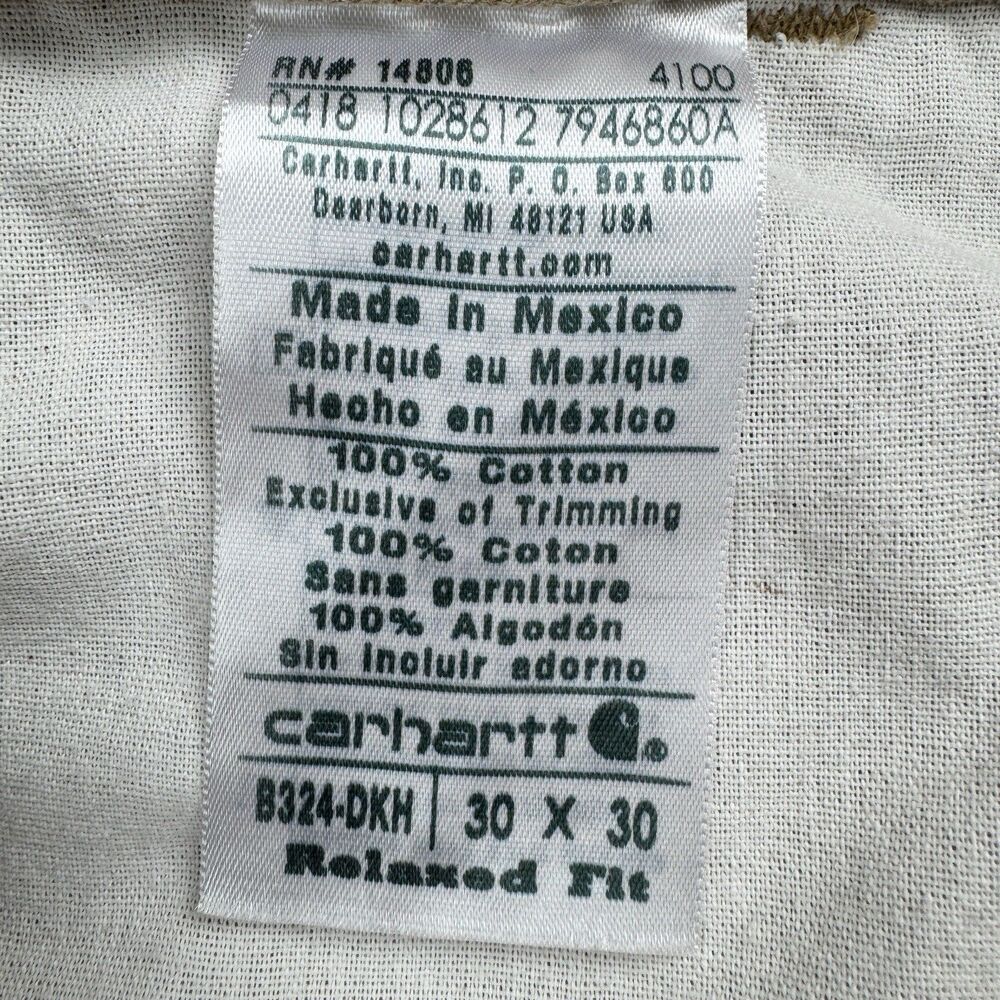 RN# 14806 4100
0418 1028612 7946860A
Carhartt, Inc. P. O. Box 600
Dearborn, MI 48121 USA
carhartt.com
Made in Mexico
Fabriqué au Mexique
Hecho en México
100% Cotton
Exclusive of Trimming
100% Coton
Sans garniture
100% Algodón
Sin incluir adorno
carhartt ®
B324-DKH | 30 X 30
Relaxed Fit